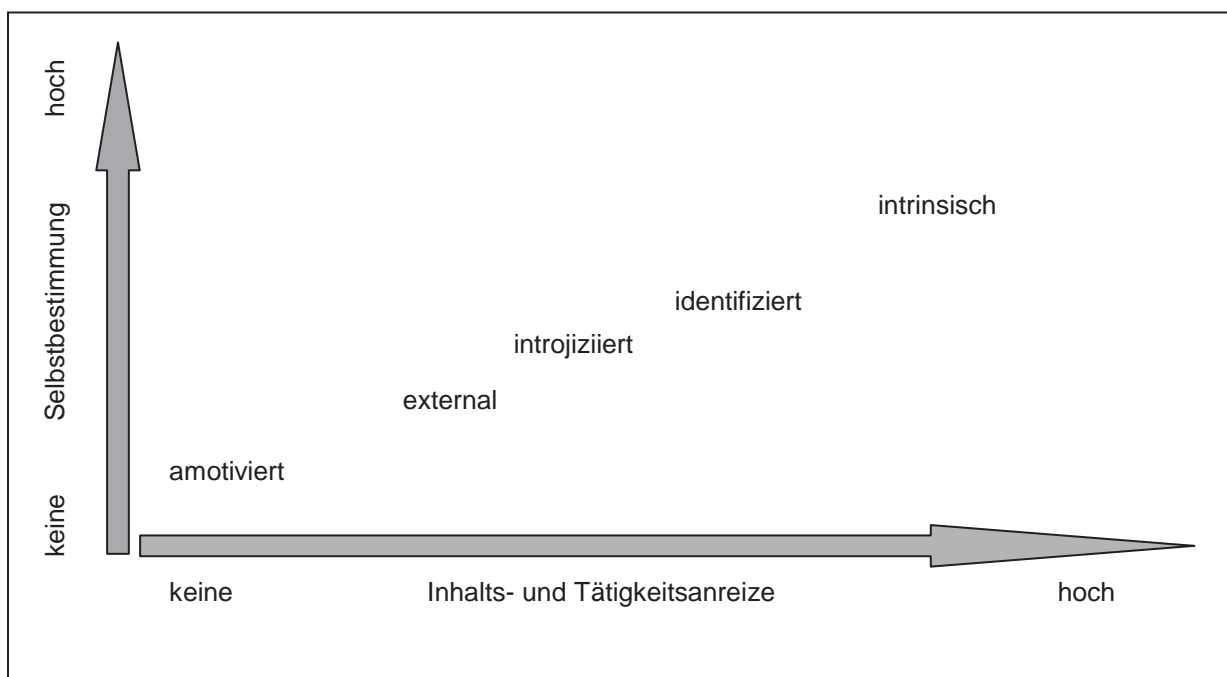 hoch
Selbstbestimmung
keine
intrinsisch
identifiziert
introjiziiert
external
amotiviert
keine
Inhalts- und Tätigkeitsanreize
hoch